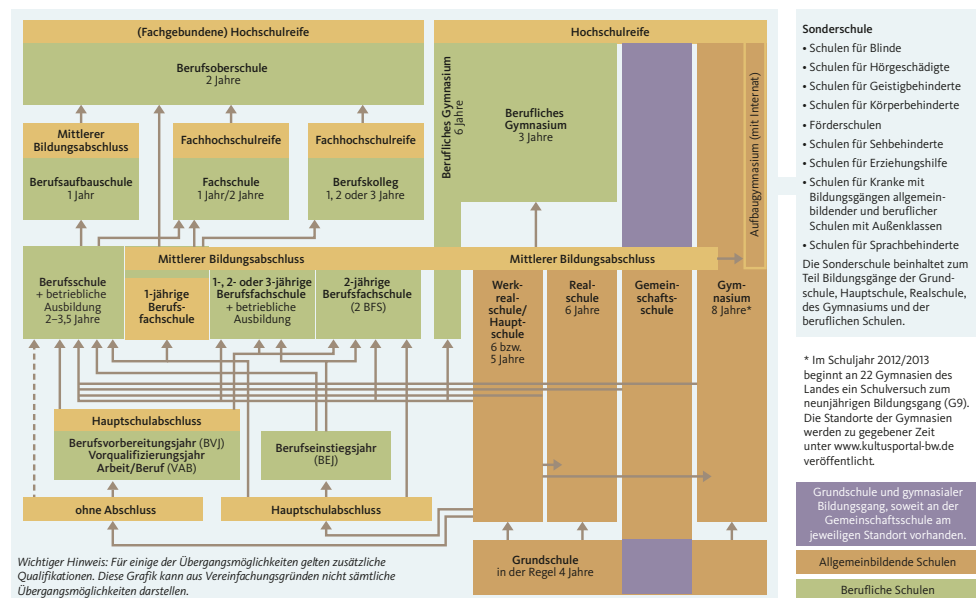 (Fachgebundene) Hochschulreife
Hochschulreife
Berufsoberschule
2 Jahre
Berufliches Gymnasium
6 Jahre
Berufliches
Gymnasium
3 Jahre
Aufbaugymnasium (mit Internat)
Mittlerer
Bildungsabschluss
Berufsaufbauschule
1 Jahr
Fachhochschulreife
Fachschule
1 Jahr/2 Jahre
Fachhochschulreife
Berufskolleg
1, 2 oder 3 Jahre
Mittlerer Bildungsabschluss
Mittlerer Bildungsabschluss
Berufsschule
+ betriebliche
Ausbildung
2–3,5 Jahre
1-jährige
Berufs-
fachschule
1-, 2- oder 3-jährige
Berufsfachschule
+ betriebliche
Ausbildung
2-jährige
Berufsfachschule
(2 BFS)
Werk-
real-
schule/
Haupt-
schule
6 bzw.
5 Jahre
Real-
schule
6 Jahre
Gemein-
schafts-
schule
Gym-
nasium
8 Jahre*
Hauptschulabschluss
Berufsvorbereitungsjahr (BVJ)
Vorqualifizierungsjahr
Arbeit/Beruf (VAB)
Berufseinstiegsjahr
(BEJ)
ohne Abschluss
Hauptschulabschluss
Grundschule
in der Regel 4 Jahre
Wichtiger Hinweis: Für einige der Übergangsmöglichkeiten gelten zusätzliche
Qualifikationen. Diese Grafik kann aus Vereinfachungsgründen nicht sämtliche
Übergangsmöglichkeiten darstellen.
Sonderschule
• Schulen für Blinde
• Schulen für Hörgeschädigte
• Schulen für Geistigbehinderte
• Schulen für Körperbehinderte
• Förderschulen
• Schulen für Sehbehinderte
• Schulen für Erziehungshilfe
• Schulen für Kranke mit
Bildungsgängen allgemein-
bildender und beruflicher
Schulen mit Außenklassen
• Schulen für Sprachbehinderte
Die Sonderschule beinhaltet zum
Teil Bildungsgänge der Grund-
schule, Hauptschule, Realschule,
des Gymnasiums und der
beruflichen Schulen.
* Im Schuljahr 2012/2013
beginnt an 22 Gymnasien des
Landes ein Schulversuch zum
neunjährigen Bildungsgang (G9).
Die Standorte der Gymnasien
werden zu gegebener Zeit
unter www.kultusportal-bw.de
veröffentlicht.
Grundschule und gymnasialer
Bildungsgang, soweit an der
Gemeinschaftsschule am
jeweiligen Standort vorhanden.
Allgemeinbildende Schulen
Berufliche Schulen